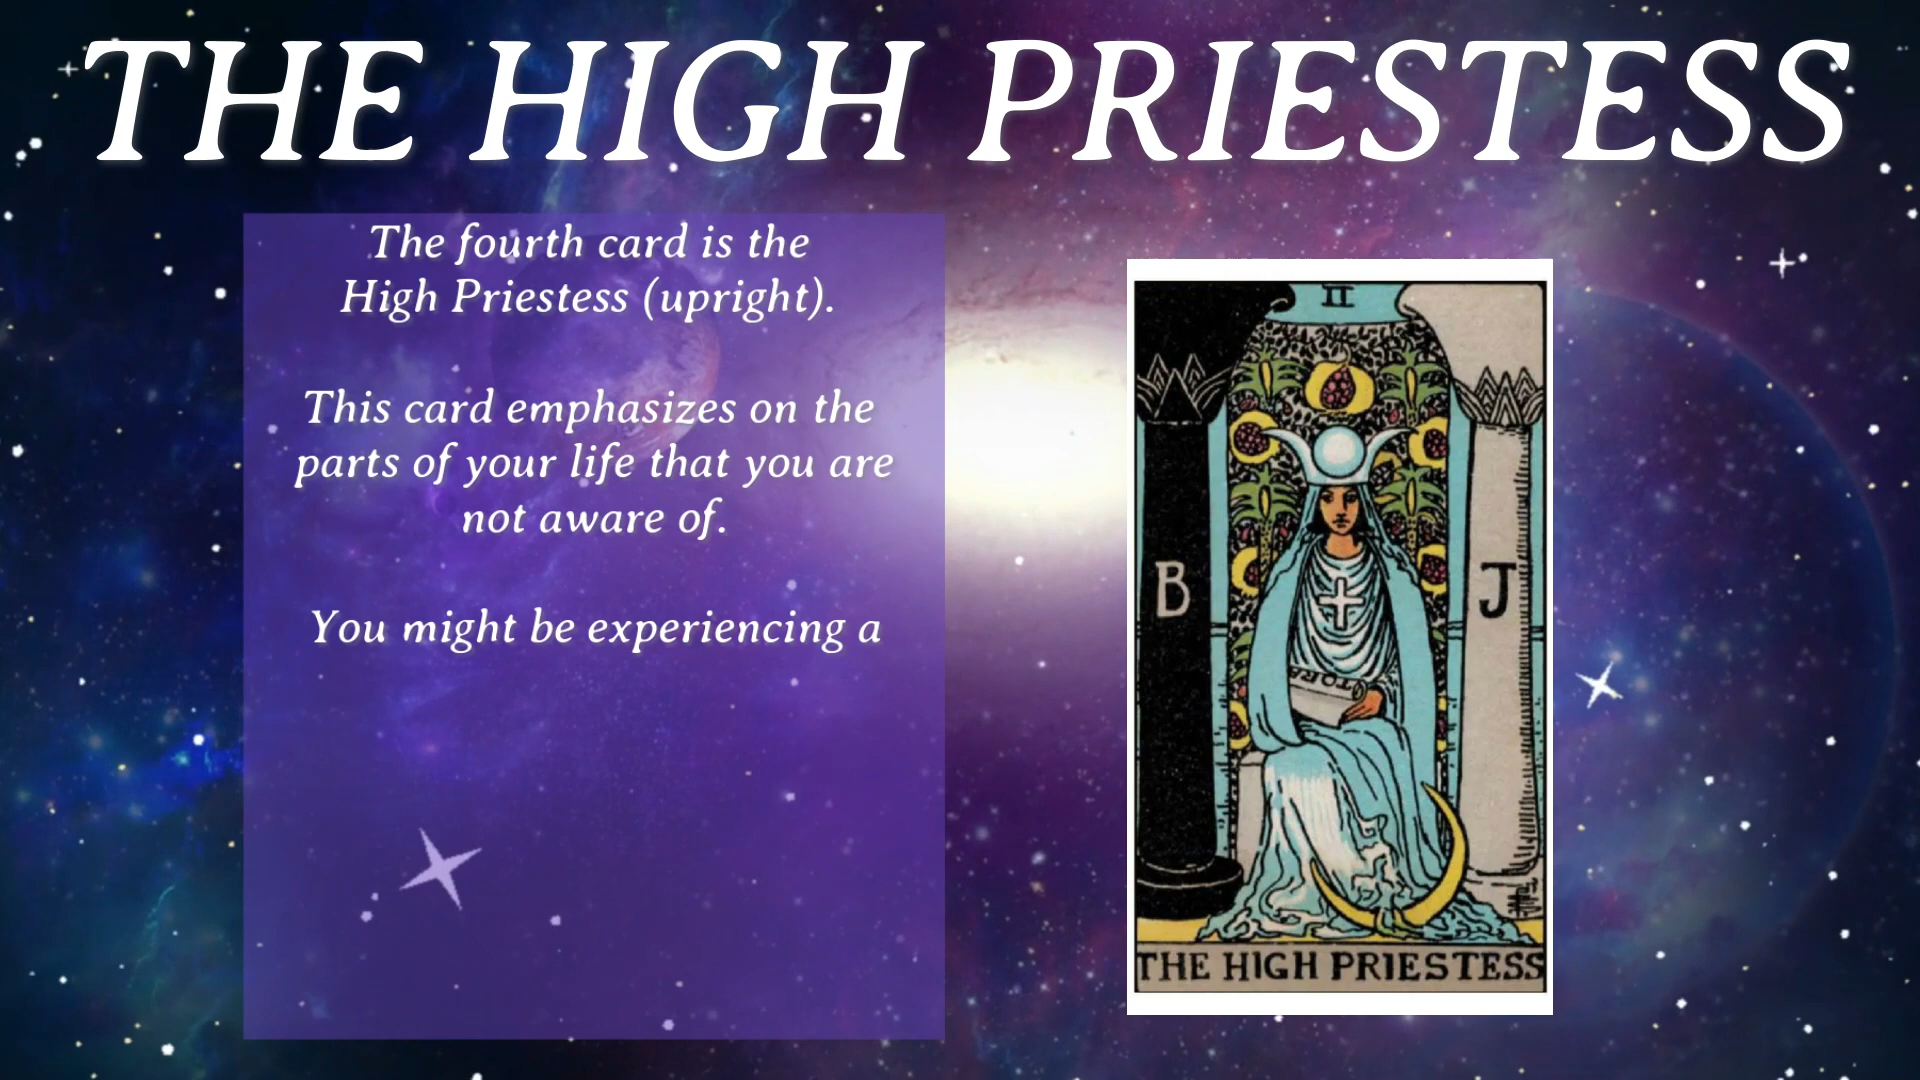 THE HIGH PRIESTESS
The fourth card is the
High Priestess (upright).
This card emphasizes on the
parts of your life that you are
not aware of.
You might be experiencing a
II
B
J
TORA
THE HIGH PRIESTESS